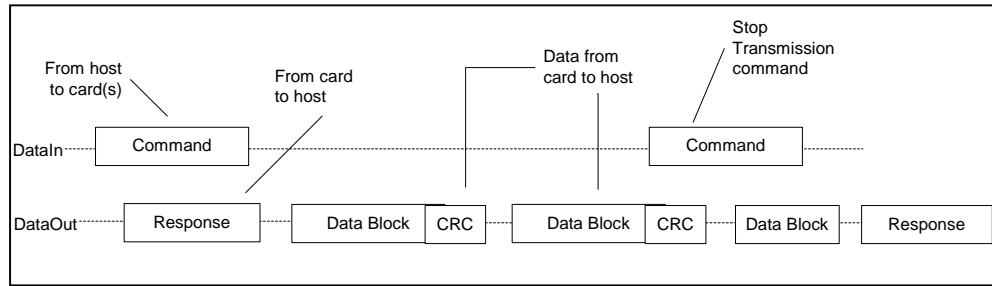 Stop
Transmission
command
Data from
card to host
From host
to card(s)
From card
to host
DataIn
Command
Command
DataOut
Response
Data Block
CRC
Data Block
CRC
Data Block
Response